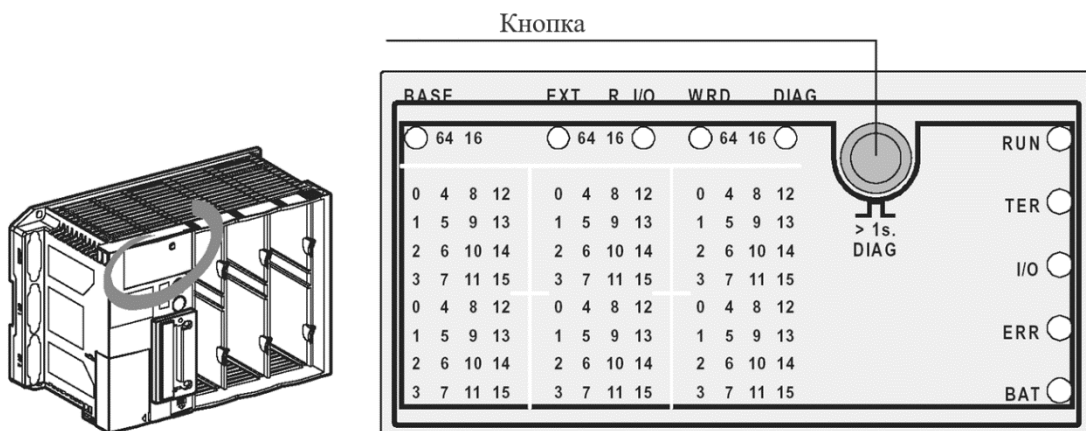 Кнопка
BASE EXT R I/O WRD DIAG
64 16 64 16 64 16
RUN
0 4 8 12 0 4 8 12 0 4 8 12
TER
1 5 9 13 1 5 9 13 1 5 9 13
> 1s.
DIAG
2 6 10 14 2 6 10 14 2 6 10 14
I/O
3 7 11 15 3 7 11 15 3 7 11 15
0 4 8 12 0 4 8 12 0 4 8 12
1 5 9 13 1 5 9 13 1 5 9 13
ERR
2 6 10 14 2 6 10 14 2 6 10 14
3 7 11 15 3 7 11 15 3 7 11 15
BAT